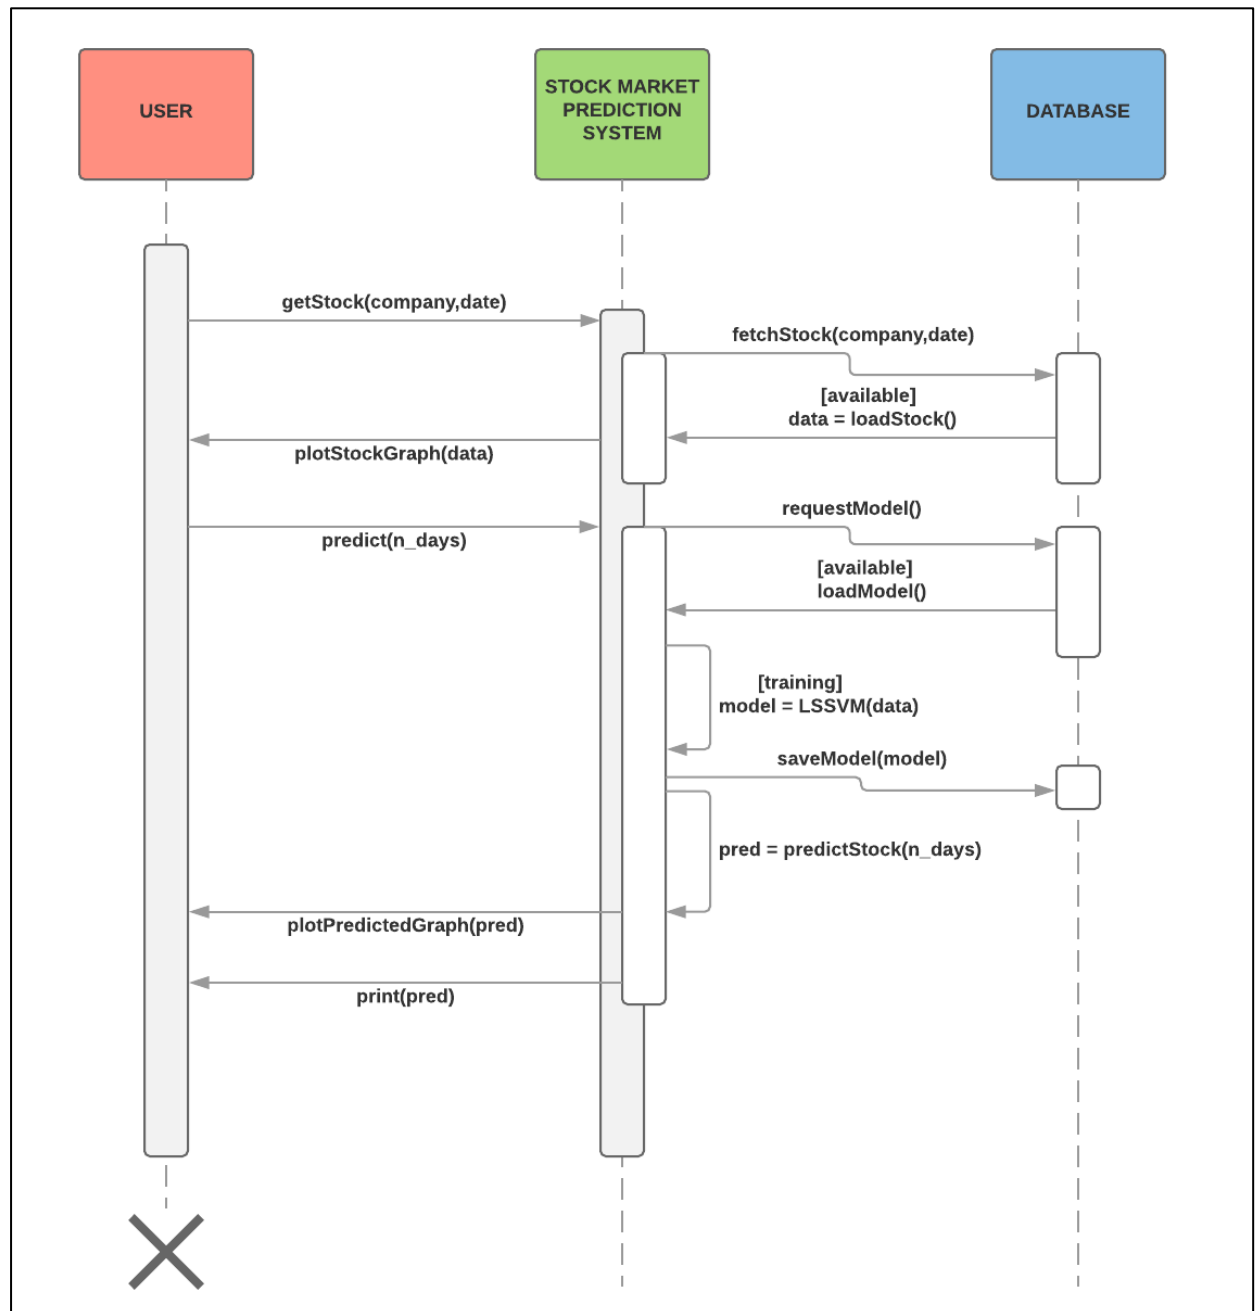 USER
STOCK MARKET
PREDICTION
SYSTEM
DATABASE
getStock(company,date)
fetchStock(company,date)
[available]
data = loadStock()
plotStockGraph(data)
requestModel()
predict(n_days)
[available]
loadModel()
[training]
model = LSSVM(data)
saveModel(model)
pred = predictStock(n_days)
plotPredictedGraph(pred)
print(pred)